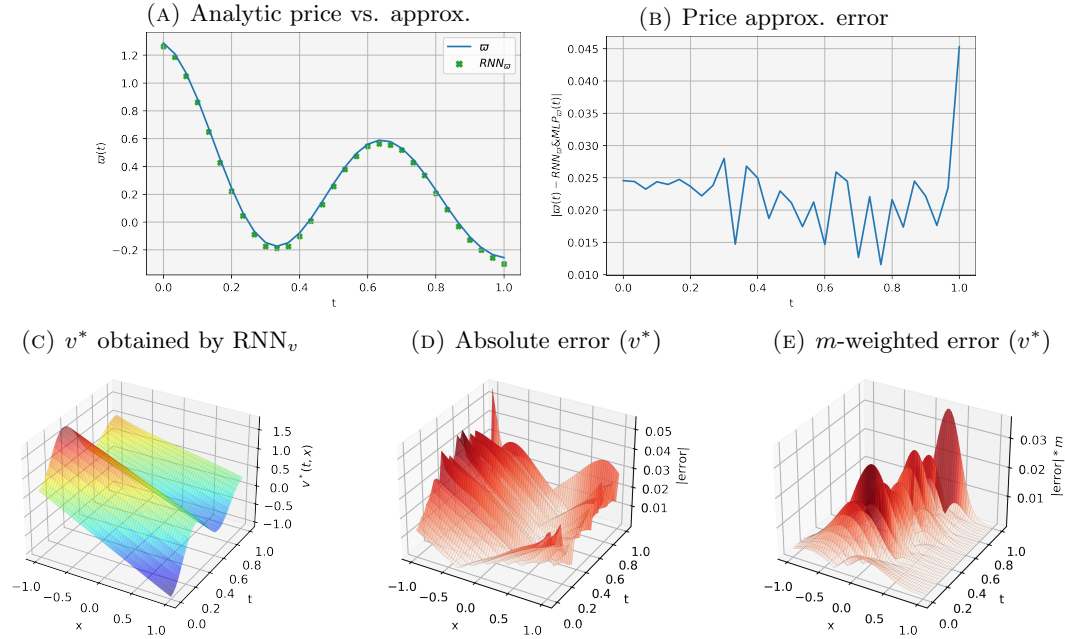 (A) Analytic price vs. approx.
1.2
1.0
0.8
0.6
0.4
0.2
0.0
−0.2
ϖ(t)
ϖ
RNN_ϖ
0.0 0.2 0.4 0.6 0.8 1.0
t
(B) Price approx. error
0.045
0.040
0.035
0.030
0.025
0.020
0.015
0.010
|ϖ(t) − RNN_ϖ&MLP_ϖ(t)|
0.0 0.2 0.4 0.6 0.8 1.0
t
(C) v* obtained by RNN_v
1.5
1.0
0.5
0.0
−0.5
−1.0
v*(t, x)
−1.0 −0.5 0.0 0.5 1.0
x
0.0 0.2 0.4 0.6 0.8 1.0
t
(D) Absolute error (v*)
0.05
0.04
0.03
0.02
0.01
|error|
−1.0 −0.5 0.0 0.5 1.0
x
0.0 0.2 0.4 0.6 0.8 1.0
t
(E) m-weighted error (v*)
0.03
0.02
0.01
|error| * m
−1.0 −0.5 0.0 0.5 1.0
x
0.0 0.2 0.4 0.6 0.8 1.0
t